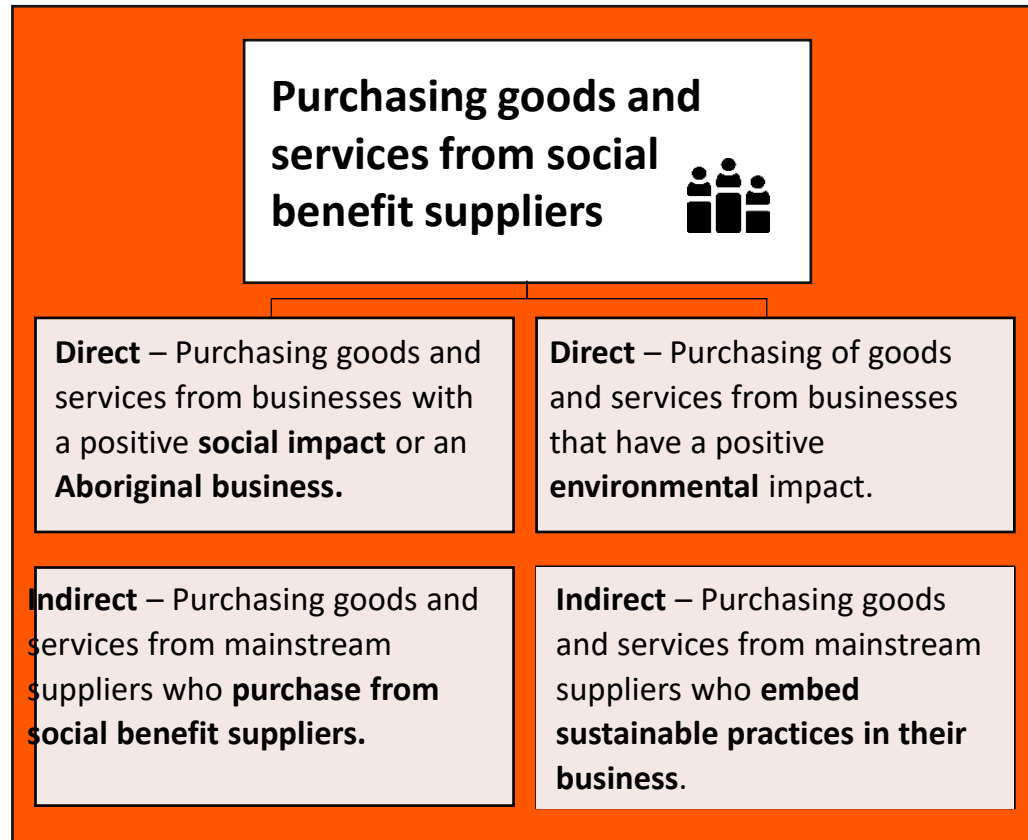 Purchasing goods and
services from social
benefit suppliers
Direct – Purchasing goods and
services from businesses with
a positive social impact or an
Aboriginal business.
Direct – Purchasing of goods
and services from businesses
that have a positive
environmental impact.
Indirect – Purchasing goods and
services from mainstream
suppliers who purchase from
social benefit suppliers.
Indirect – Purchasing goods
and services from mainstream
suppliers who embed
sustainable practices in their
business.